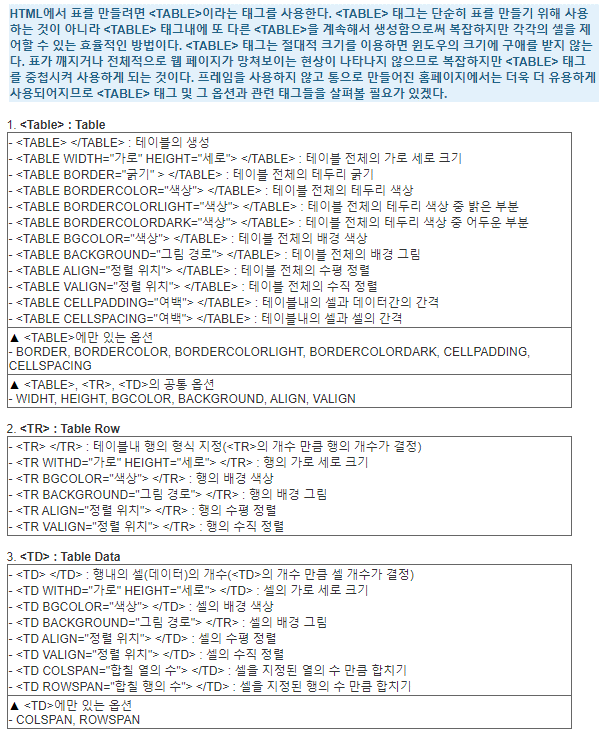 HTML에서 표를 만들려면 <TABLE>이라는 태그를 사용한다. <TABLE> 태그는 단순히 표를 만들기 위해 사용
하는 것이 아니라 <TABLE> 태그내에 또 다른 <TABLE>을 계속해서 생성함으로써 복잡하지만 각각의 셀을 제
어할 수 있는 효율적인 방법이다. <TABLE> 태그는 절대적 크기를 이용하면 윈도우의 크기에 구애를 받지 않는
다. 표가 깨지거나 전체적으로 웹 페이지가 망쳐보이는 현상이 나타나지 않으므로 복잡하지만 <TABLE> 태그
를 중첩시켜 사용하게 되는 것이다. 프레임을 사용하지 않고 통으로 만들어진 홈페이지에서는 더욱 더 유용하게
사용되어지므로 <TABLE> 태그 및 그 옵션과 관련 태그들을 살펴볼 필요가 있겠다.
1. <Table> : Table
- <TABLE> </TABLE> : 테이블의 생성
- <TABLE WIDTH="가로" HEIGHT="세로"> </TABLE> : 테이블 전체의 가로 세로 크기
- <TABLE BORDER="굵기" > </TABLE> : 테이블 전체의 테두리 굵기
- <TABLE BORDERCOLOR="색상"> </TABLE> : 테이블 전체의 테두리 색상
- <TABLE BORDERCOLORLIGHT="색상"> </TABLE> : 테이블 전체의 테두리 색상 중 밝은 부분
- <TABLE BORDERCOLORDARK="색상"> </TABLE> : 테이블 전체의 테두리 색상 중 어두운 부분
- <TABLE BGCOLOR="색상"> </TABLE> : 테이블 전체의 배경 색상
- <TABLE BACKGROUND="그림 경로"> </TABLE> : 테이블 전체의 배경 그림
- <TABLE ALIGN="정렬 위치"> </TABLE> : 테이블 전체의 수평 정렬
- <TABLE VALIGN="정렬 위치"> </TABLE> : 테이블 전체의 수직 정렬
- <TABLE CELLPADDING="여백"> </TABLE> : 테이블내의 셀과 데이터간의 간격
- <TABLE CELLSPACING="여백"> </TABLE> : 테이블내의 셀과 셀의 간격
▲ <TABLE>에만 있는 옵션
- BORDER, BORDERCOLOR, BORDERCOLORLIGHT, BORDERCOLORDARK, CELLPADDING,
CELLSPACING
▲ <TABLE>, <TR>, <TD>의 공통 옵션
- WIDHT, HEIGHT, BGCOLOR, BACKGROUND, ALIGN, VALIGN
2. <TR> : Table Row
- <TR> </TR> : 테이블내 행의 형식 지정(<TR>의 개수 만큼 행의 개수가 결정)
- <TR WITHD="가로" HEIGHT="세로"> </TR> : 행의 가로 세로 크기
- <TR BGCOLOR="색상"> </TR> : 행의 배경 색상
- <TR BACKGROUND="그림 경로"> </TR> : 행의 배경 그림
- <TR ALIGN="정렬 위치"> </TR> : 행의 수평 정렬
- <TR VALIGN="정렬 위치"> </TR> : 행의 수직 정렬
3. <TD> : Table Data
- <TD> </TD> : 행내의 셀(데이터)의 개수(<TD>의 개수 만큼 셀 개수가 결정)
- <TD WITHD="가로" HEIGHT="세로"> </TD> : 셀의 가로 세로 크기
- <TD BGCOLOR="색상"> </TD> : 셀의 배경 색상
- <TD BACKGROUND="그림 경로"> </TR> : 셀의 배경 그림
- <TD ALIGN="정렬 위치"> </TD> : 셀의 수평 정렬
- <TD VALIGN="정렬 위치"> </TD> : 셀의 수직 정렬
- <TD COLSPAN="합칠 열의 수"> </TD> : 셀을 지정된 열의 수 만큼 합치기
- <TD ROWSPAN="합칠 행의 수"> </TD> : 셀을 지정된 행의 수 만큼 합치기
▲ <TD>에만 있는 옵션
- COLSPAN, ROWSPAN